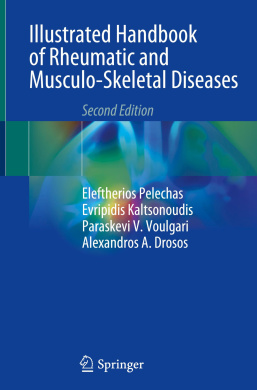 Illustrated Handbook
of Rheumatic and
Musculo-Skeletal Diseases
Second Edition
Eleftherios Pelechas
Evripidis Kaltsonoudis
Paraskevi V. Voulgari
Alexandros A. Drosos
Springer